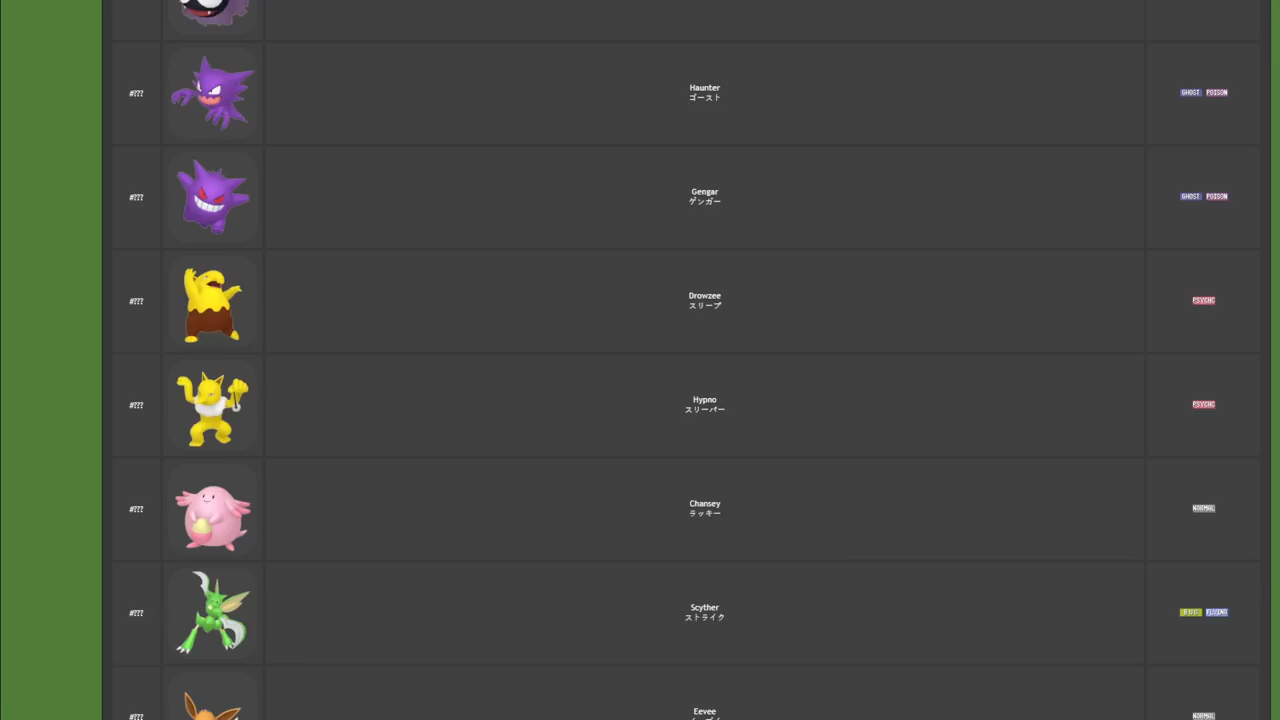 #???
Haunter
ゴースト
GHOST POISON
#???
Gengar
ゲンガー
GHOST POISON
#???
Drowzee
スリープ
PSYCHC
#???
Hypno
スリーパー
PSYCHC
#???
Chansey
ラッキー
NORMAL
#???
Scyther
ストライク
BUG FLYING
#???
Eevee
NORMAL